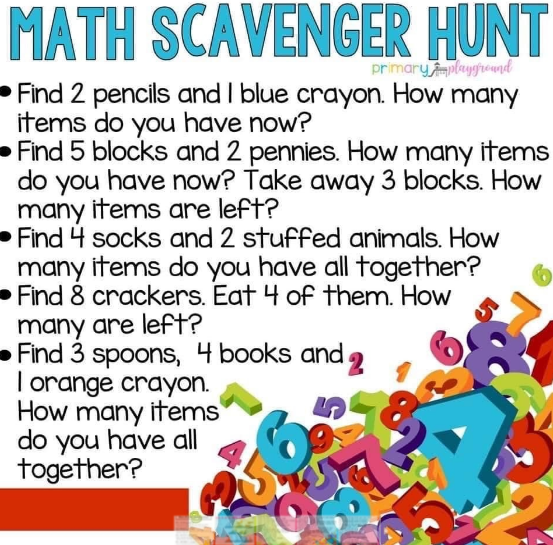 MATH SCAVENGER HUNT
primary playground
• Find 2 pencils and 1 blue crayon. How many
items do you have now?
• Find 5 blocks and 2 pennies. How many items
do you have now? Take away 3 blocks. How
many items are left?
• Find 4 socks and 2 stuffed animals. How
many items do you have all together?
• Find 8 crackers. Eat 4 of them. How
many are left?
• Find 3 spoons, 4 books and
1 orange crayon.
How many items
do you have all
together?